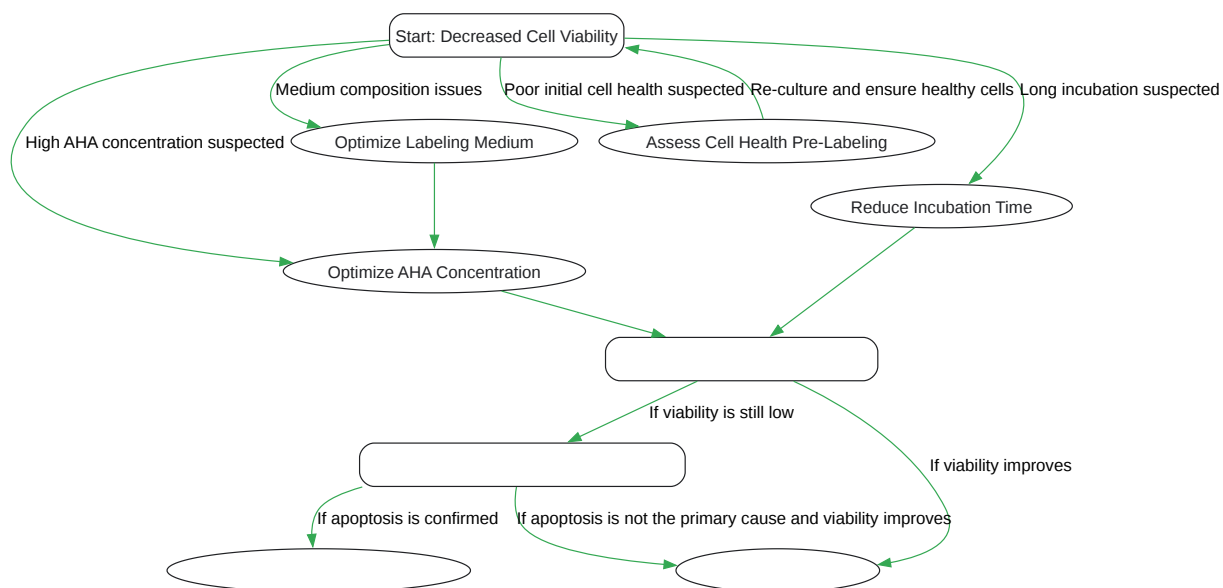 Start: Decreased Cell Viability
Medium composition issues
Poor initial cell health suspected
Re-culture and ensure healthy cells
Long incubation suspected
High AHA concentration suspected
Optimize Labeling Medium
Assess Cell Health Pre-Labeling
Reduce Incubation Time
Optimize AHA Concentration
If viability is still low
If viability improves
If apoptosis is confirmed
If apoptosis is not the primary cause and viability improves